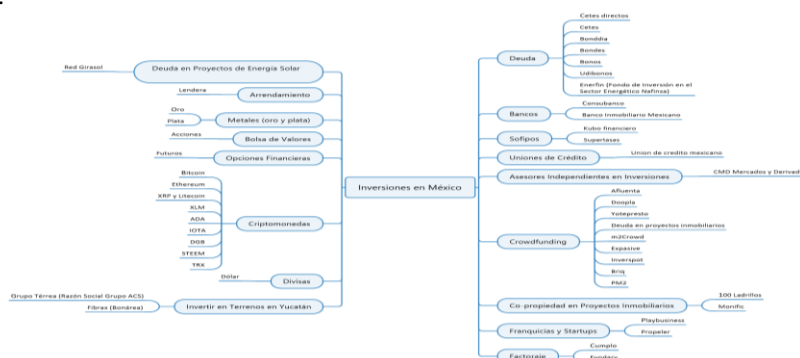 Inversiones en México
Deuda en Proyectos de Energía Solar
Red Girasol
Arrendamiento
Lendera
Metales (oro y plata)
Oro
Plata
Bolsa de Valores
Acciones
Opciones Financieras
Futuros
Criptomonedas
Bitcoin
Ethereum
XRP y Litecoin
XLM
ADA
IOTA
DGB
STEEM
TRX
Divisas
Dólar
Invertir en Terrenos en Yucatán
Grupo Térrea (Razón Social Grupo ACS)
Fibras (Bonárea)
Deuda
Cetes directos
Cetes
Bonddia
Bondes
Bonos
Udibonos
Enerfin (Fondo de Inversión en el
Sector Energético Nafinsa)
Bancos
Consubanco
Banco Inmobiliario Mexicano
Sofipos
Kubo financiero
Supertases
Uniones de Crédito
Union de credito mexicano
Asesores Independientes en Inversiones
CMD Mercados y Derivad
Crowdfunding
Afluenta
Doopla
Yotepresto
Deuda en proyectos inmobiliarios
m2Crowd
Expasive
Inverspot
Briq
PM2
Co-propiedad en Proyectos Inmobiliarios
100 Ladrillos
Monific
Franquicias y Startups
Playbusiness
Propeler
Factoraje
Cumplo